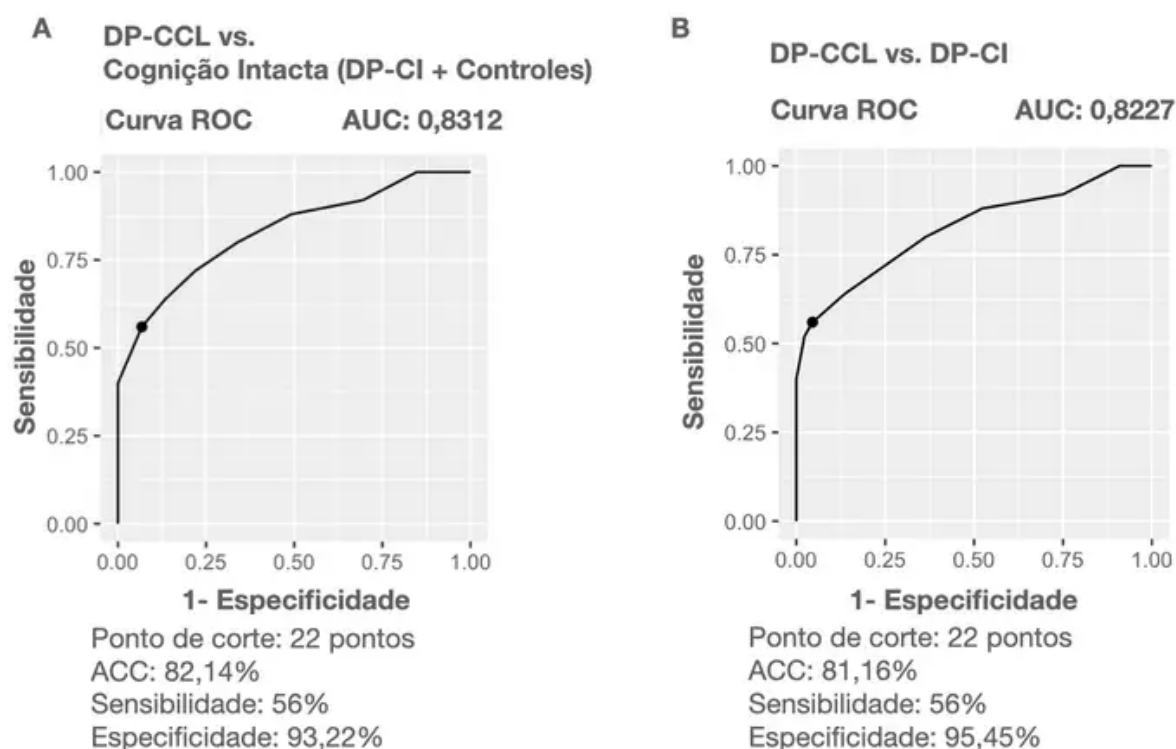 A
DP-CCL vs.
Cognição Intacta (DP-CI + Controles)
Curva ROC AUC: 0,8312
1.00
0.75
0.50
0.25
0.00
Sensibilidade
0.00 0.25 0.50 0.75 1.00
1- Especificidade
Ponto de corte: 22 pontos
ACC: 82,14%
Sensibilidade: 56%
Especificidade: 93,22%
B
DP-CCL vs. DP-CI
Curva ROC AUC: 0,8227
1.00
0.75
0.50
0.25
0.00
Sensibilidade
0.00 0.25 0.50 0.75 1.00
1- Especificidade
Ponto de corte: 22 pontos
ACC: 81,16%
Sensibilidade: 56%
Especificidade: 95,45%